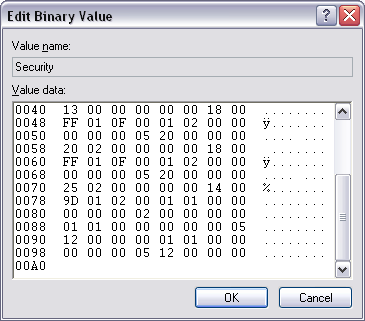 Edit Binary Value
Value name:
Security
Value data:
0040 13 00 00 00 00 00 18 00 ........
0048 FF 01 0F 00 01 02 00 00 ÿ.......
0050 00 00 00 05 20 00 00 00 .... ...
0058 20 02 00 00 00 00 18 00  .......
0060 FF 01 0F 00 01 02 00 00 ÿ.......
0068 00 00 00 05 20 00 00 00 .... ...
0070 25 02 00 00 00 00 14 00 %.......
0078 9D 01 02 00 01 01 00 00 ........
0080 00 00 00 02 00 00 00 00 ........
0088 01 01 00 00 00 00 00 05 ........
0090 12 00 00 00 01 01 00 00 ........
0098 00 00 00 05 12 00 00 00 ........
00A0
OK Cancel